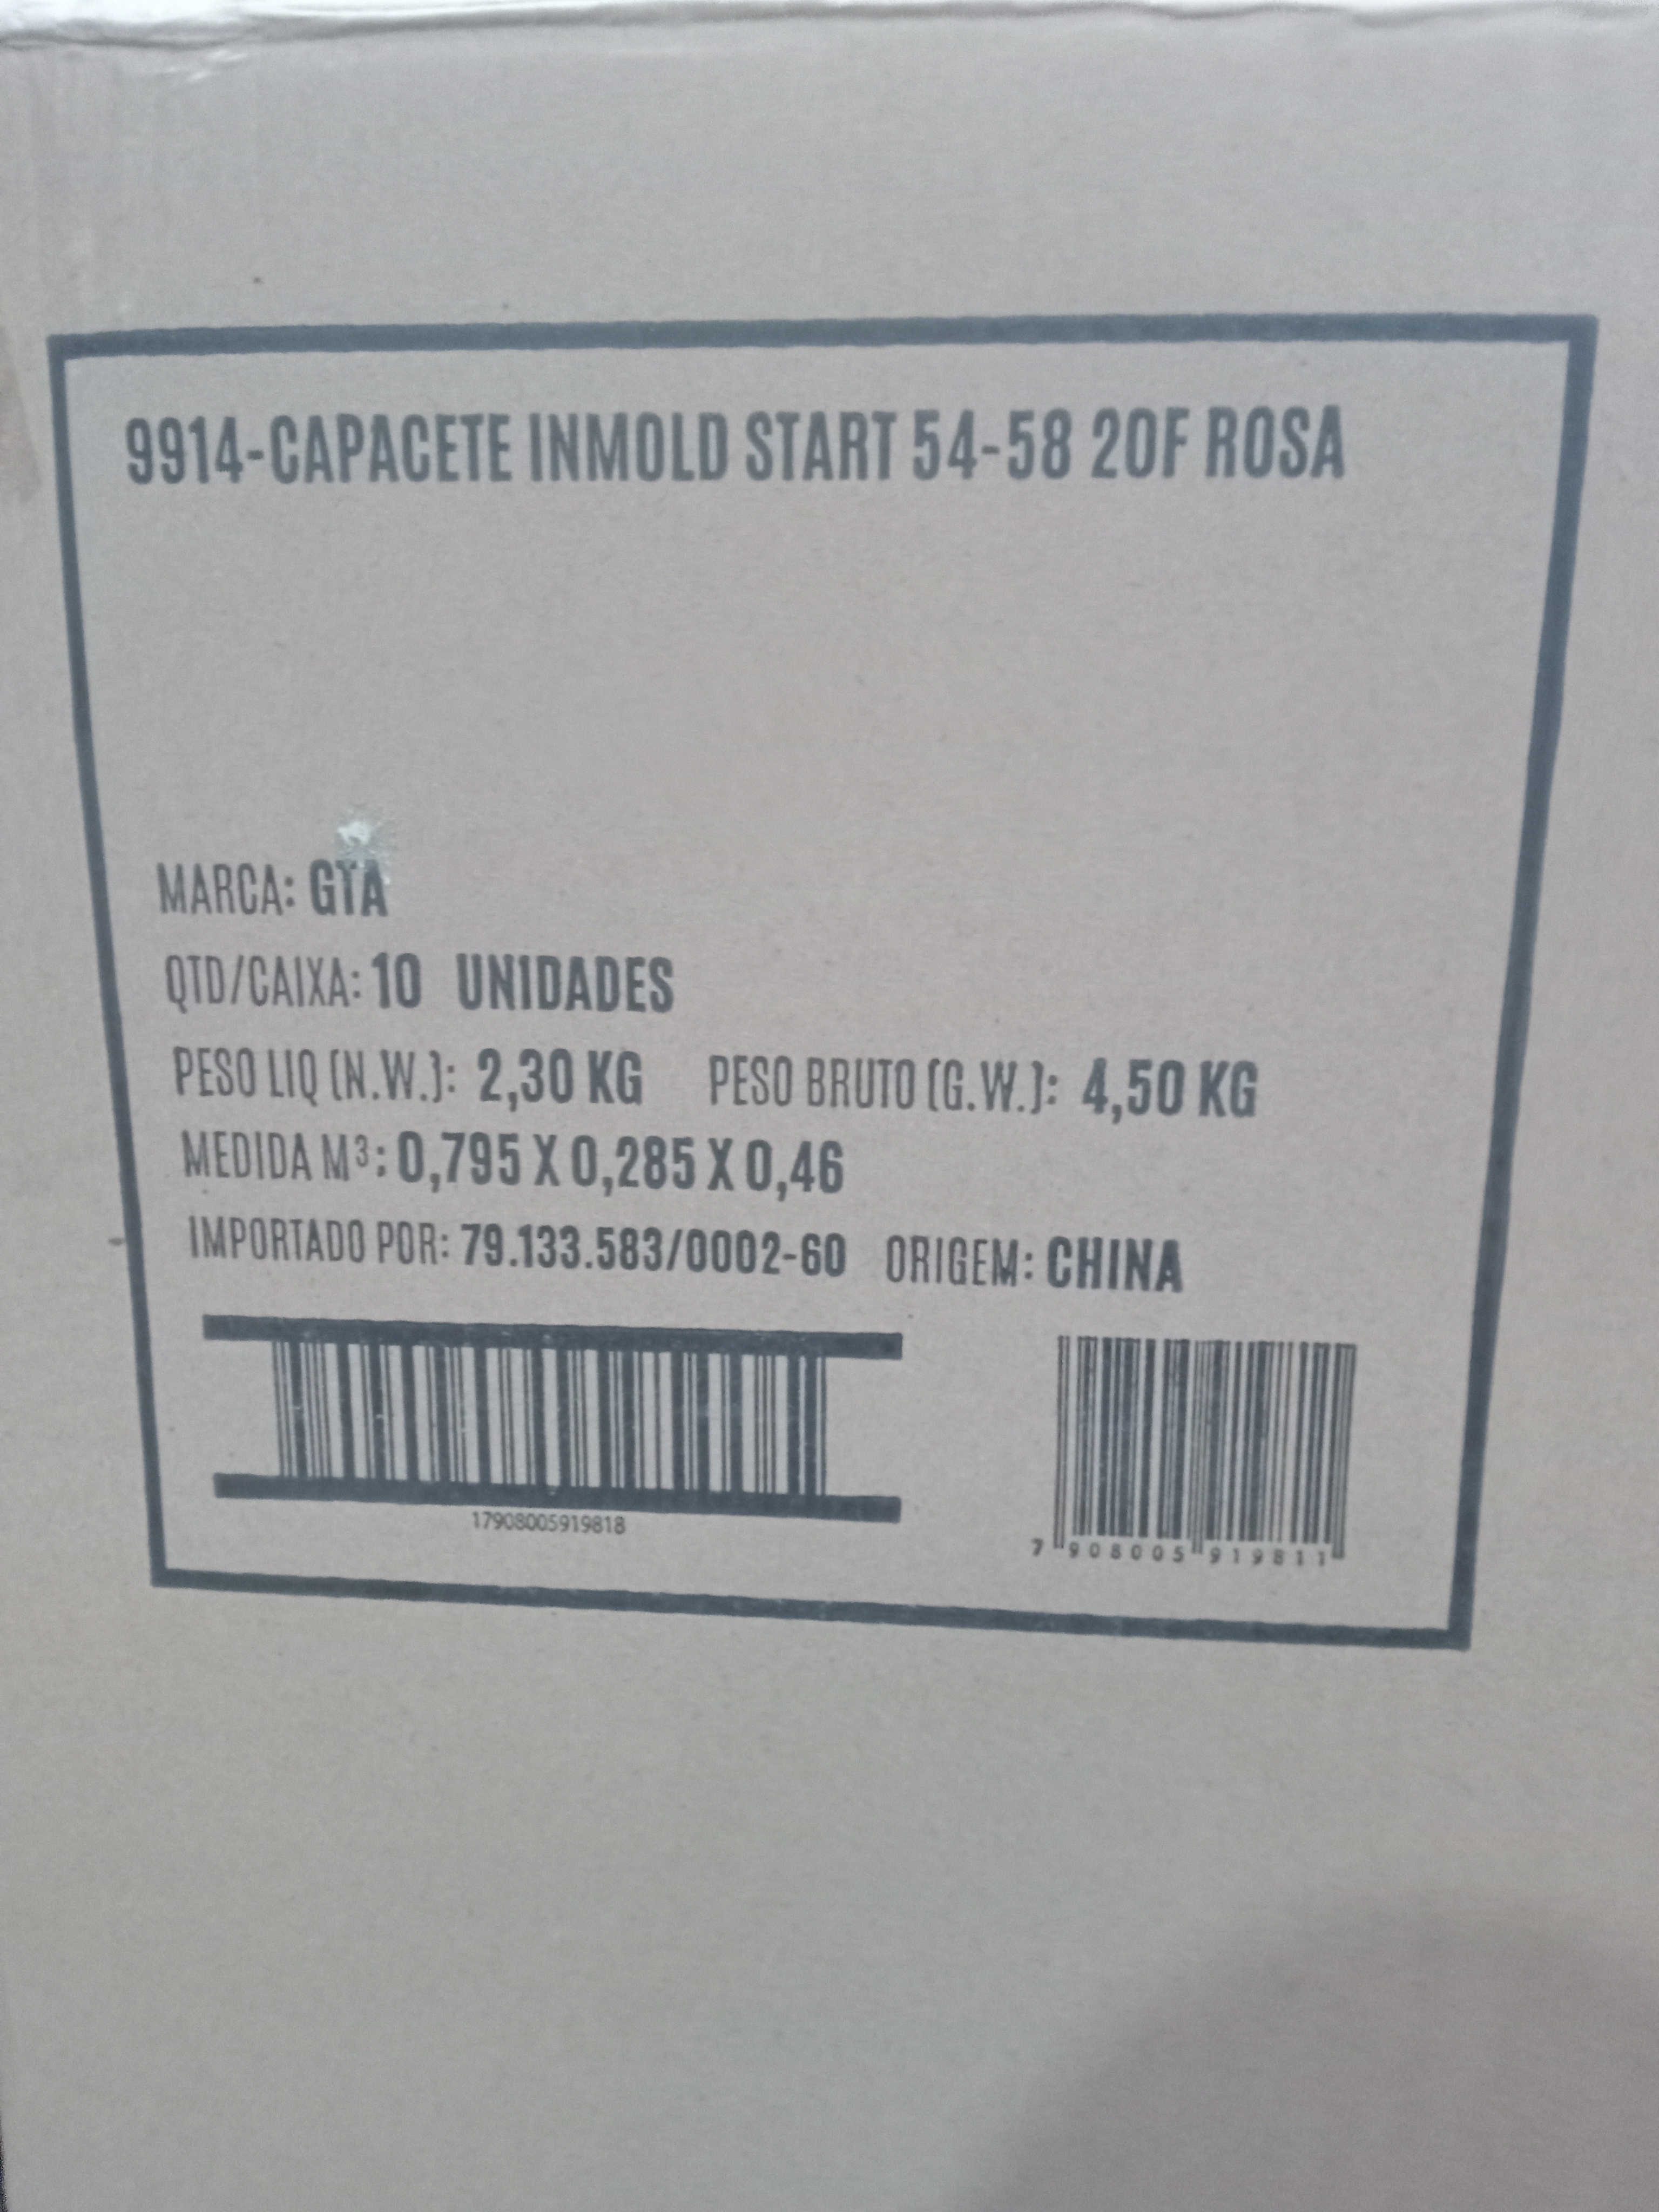 9914-CAPACETE INMOLD START 54-58 20F ROSA
MARCA: GTA
QTD/CAIXA: 10 UNIDADES
PESO LIQ (N.W.): 2,30 KG PESO BRUTO (G.W.): 4,50 KG
MEDIDA M³: 0,795 X 0,285 X 0,46
IMPORTADO POR: 79.133.583/0002-60 ORIGEM: CHINA
17908005919818
7 908005 919811